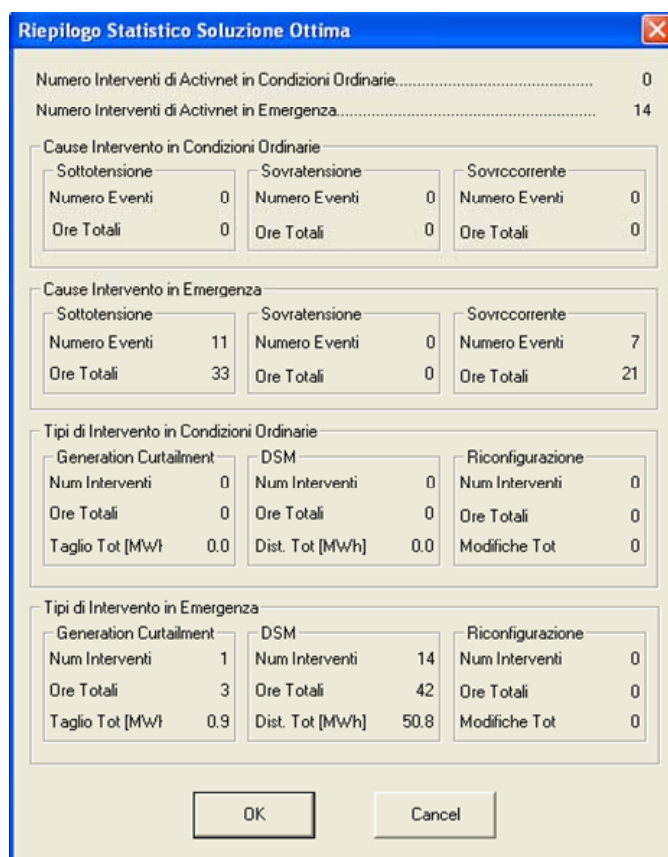 Riepilogo Statistico Soluzione Ottima
Numero Interventi di Activnet in Condizioni Ordinarie.................................................. 0
Numero Interventi di Activnet in Emergenza................................................................. 14
Cause Intervento in Condizioni Ordinarie
Sottotensione Sovratensione Sovrccorrente
Numero Eventi 0 Numero Eventi 0 Numero Eventi 0
Ore Totali 0 Ore Totali 0 Ore Totali 0
Cause Intervento in Emergenza
Sottotensione Sovratensione Sovrccorrente
Numero Eventi 11 Numero Eventi 0 Numero Eventi 7
Ore Totali 33 Ore Totali 0 Ore Totali 21
Tipi di Intervento in Condizioni Ordinarie
Generation Curtailment DSM Riconfigurazione
Num Interventi 0 Num Interventi 0 Num Interventi 0
Ore Totali 0 Ore Totali 0 Ore Totali 0
Taglio Tot [MWh 0.0 Dist. Tot [MWh] 0.0 Modifiche Tot 0
Tipi di Intervento in Emergenza
Generation Curtailment DSM Riconfigurazione
Num Interventi 1 Num Interventi 14 Num Interventi 0
Ore Totali 3 Ore Totali 42 Ore Totali 0
Taglio Tot [MWh 0.9 Dist. Tot [MWh] 50.8 Modifiche Tot 0
OK Cancel